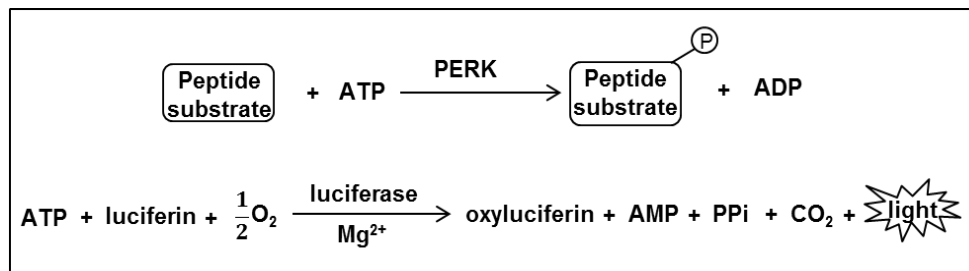 Peptide substrate + ATP PERK Peptide substrate P + ADP
ATP + luciferin + 1/2 O₂ luciferase Mg²⁺ oxyluciferin + AMP + PPi + CO₂ + light